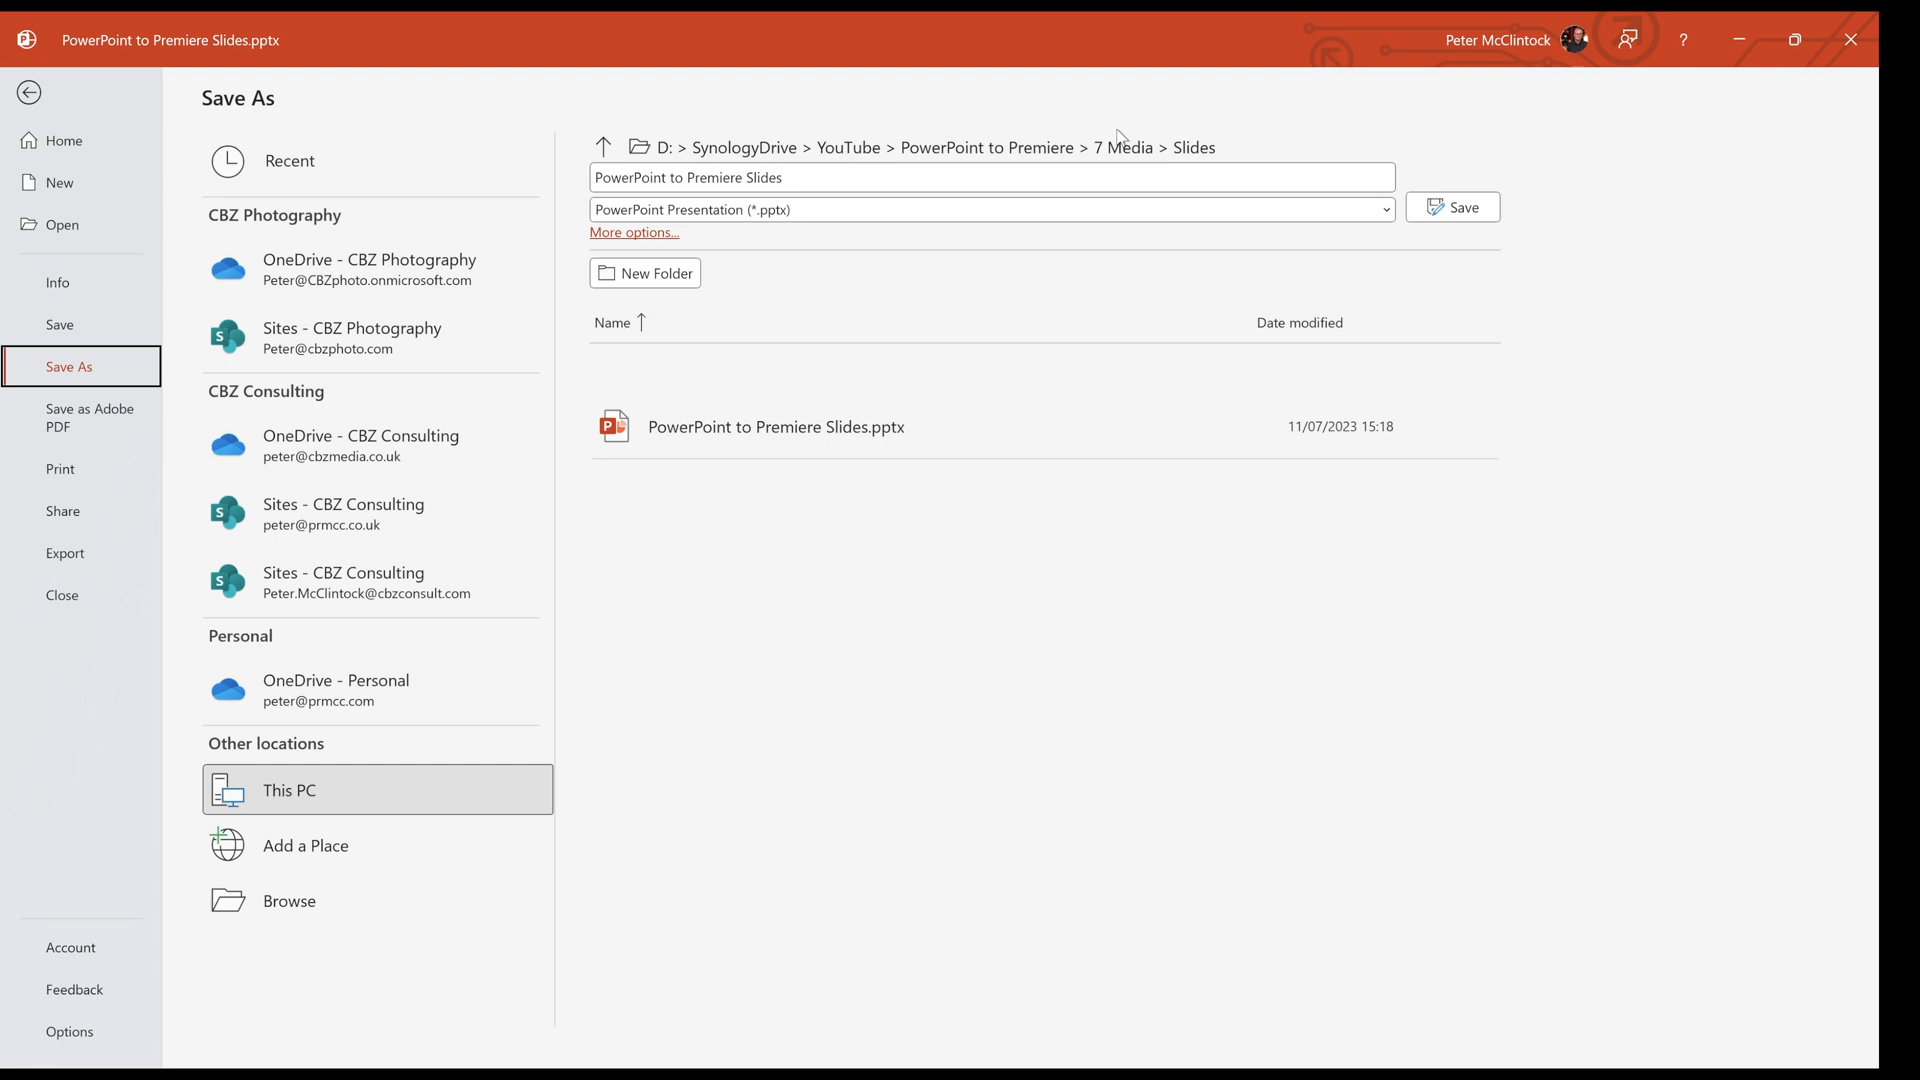 PowerPoint to Premiere Slides.pptx
Peter McClintock
?
Home
New
Open
Info
Save
Save As
Save as Adobe
PDF
Print
Share
Export
Close
Account
Feedback
Options
Save As
Recent
CBZ Photography
OneDrive - CBZ Photography
Peter@CBZphoto.onmicrosoft.com
Sites - CBZ Photography
Peter@cbzphoto.com
CBZ Consulting
OneDrive - CBZ Consulting
peter@cbzmedia.co.uk
Sites - CBZ Consulting
peter@prmcc.co.uk
Sites - CBZ Consulting
Peter.McClintock@cbzconsult.com
Personal
OneDrive - Personal
peter@prmcc.com
Other locations
This PC
Add a Place
Browse
D: > SynologyDrive > YouTube > PowerPoint to Premiere > 7 Media > Slides
PowerPoint to Premiere Slides
PowerPoint Presentation (*.pptx)
Save
More options...
New Folder
Name
Date modified
PowerPoint to Premiere Slides.pptx
11/07/2023 15:18